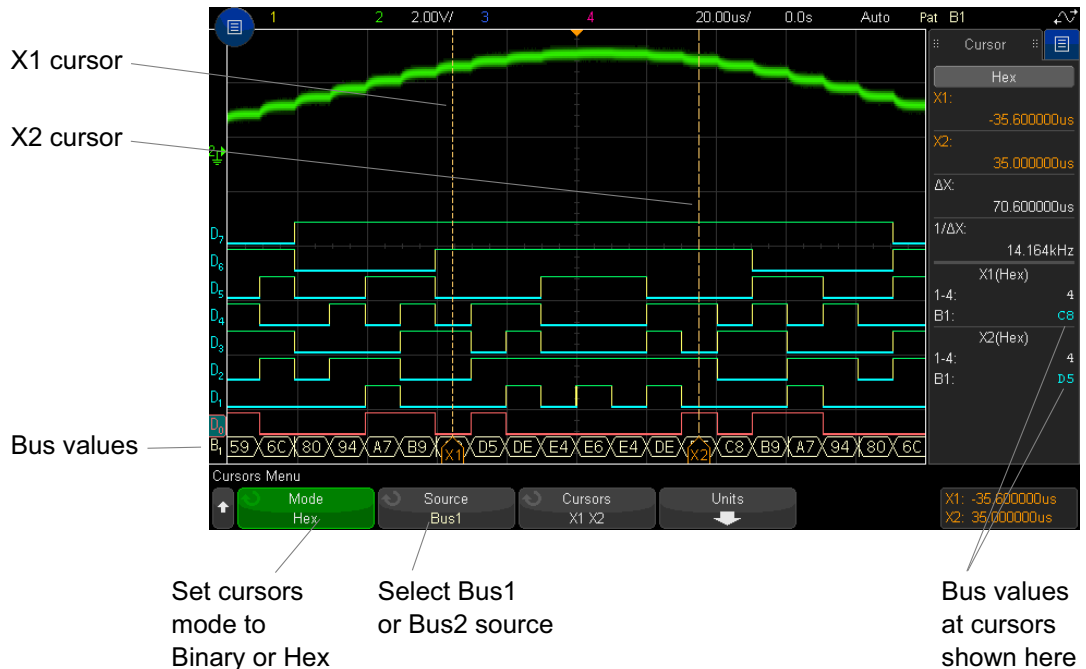 1 2 2.00V/ 3 4 20.00us/ 0.0s Auto Pat B1
Cursor
Hex
X1:
-35.600000us
X2:
35.000000us
ΔX:
70.600000us
1/ΔX:
14.164kHz
X1(Hex)
1-4: 4
B1: C8
X2(Hex)
1-4: 4
B1: D5
X1 cursor
X2 cursor
2
D7
D6
D5
D4
D3
D2
D1
D0
Bus values
B1 59 6C 80 94 A7 B9 X1 D5 DE E4 E6 E4 DE X2 C8 B9 A7 94 80 6C
Cursors Menu
Mode
Hex
Source
Bus1
Cursors
X1 X2
Units
X1: -35.600000us
X2: 35.000000us
Set cursors
mode to
Binary or Hex
Select Bus1
or Bus2 source
Bus values
at cursors
shown here